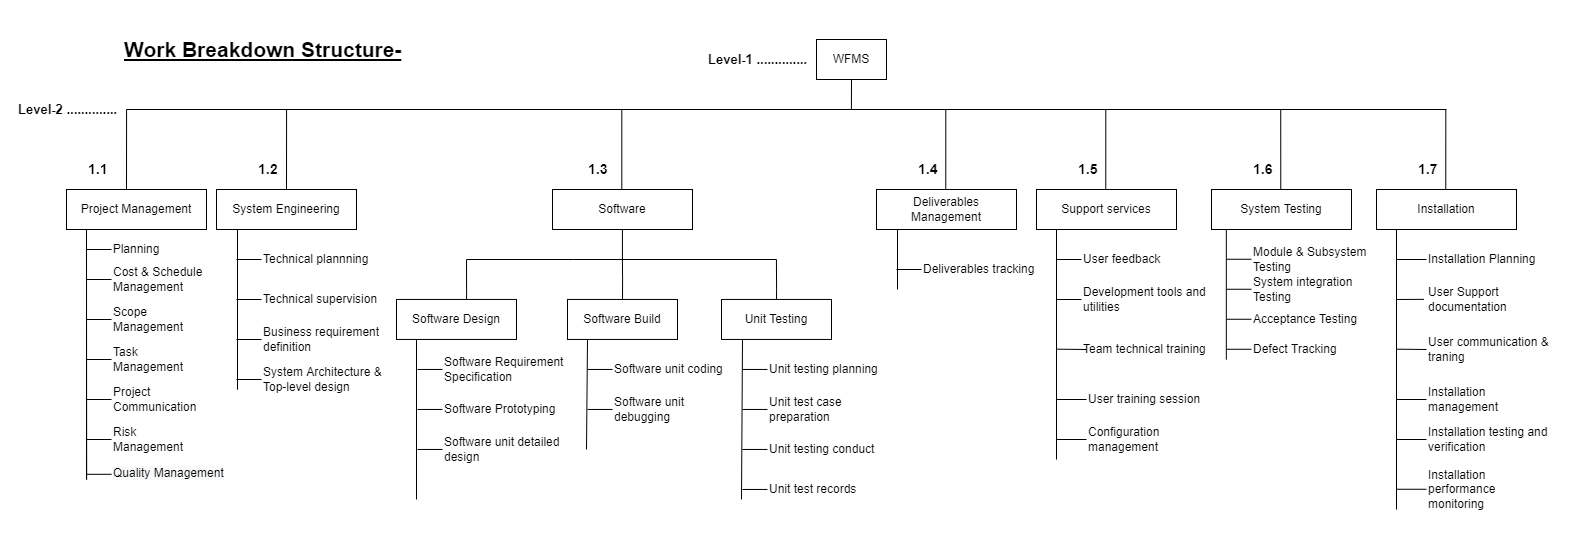 Work Breakdown Structure-
Level-1 ..............
WFMS
Level-2 ..............
1.1
1.2
1.3
1.4
1.5
1.6
1.7
Project Management
System Engineering
Software
Deliverables
Management
Support services
System Testing
Installation
Planning
Cost & Schedule
Management
Scope
Management
Task
Management
Project
Communication
Risk
Management
Quality Management
Technical plannning
Technical supervision
Business requirement
definition
System Architecture &
Top-level design
Software Design
Software Requirement
Specification
Software Prototyping
Software unit detailed
design
Software Build
Software unit coding
Software unit
debugging
Unit Testing
Unit testing planning
Unit test case
preparation
Unit testing conduct
Unit test records
Deliverables tracking
User feedback
Development tools and
utilities
Team technical training
User training session
Configuration
management
Module & Subsystem
Testing
System integration
Testing
Acceptance Testing
Defect Tracking
Installation Planning
User Support
documentation
User communication &
traning
Installation
management
Installation testing and
verification
Installation
performance
monitoring